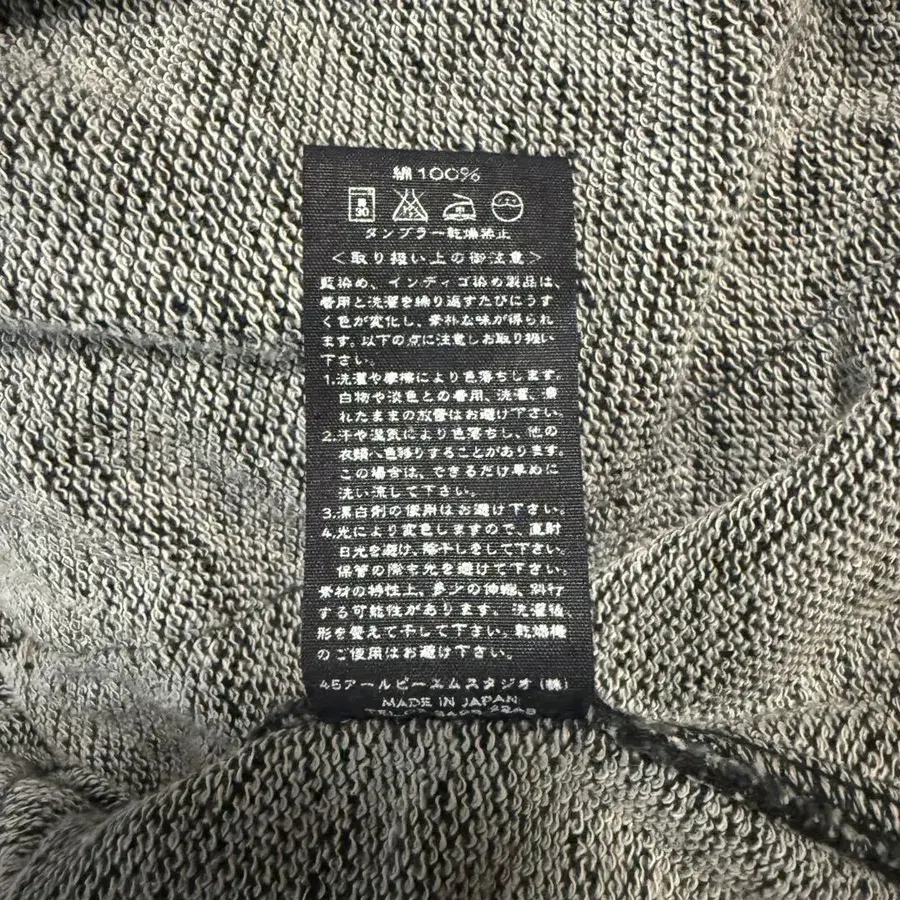 綿100%
30
タンブラー乾燥禁止
＜取り扱い上の御注意＞
藍染め、インディゴ染の製品は、
着用と洗濯を繰り返すたびにうす
く色が変化し、素朴な味が得られ
ます。以下の点に注意しお取り扱い
下さい。
1.洗濯や摩擦により色落ちします。
白物や淡色との着用、洗濯、濡
れたままの放置はお避け下さい。
2.汗や湿気により色落ちし、他の
衣類へ色移りすることがあります。
この場合は、できるだけ早めに
洗い流して下さい。
3.漂白剤の使用はお避け下さい。
4.光により変色しますので、直射
日光を避け、陰干しをして下さい。
保管の際も光を避けて下さい。
素材の特性上、多少の伸縮、斜行
する可能性があります。洗濯後
形を整えて干して下さい。乾燥機
のご使用はお避け下さい。
45アールピーエムスタジオ(株)
MADE IN JAPAN